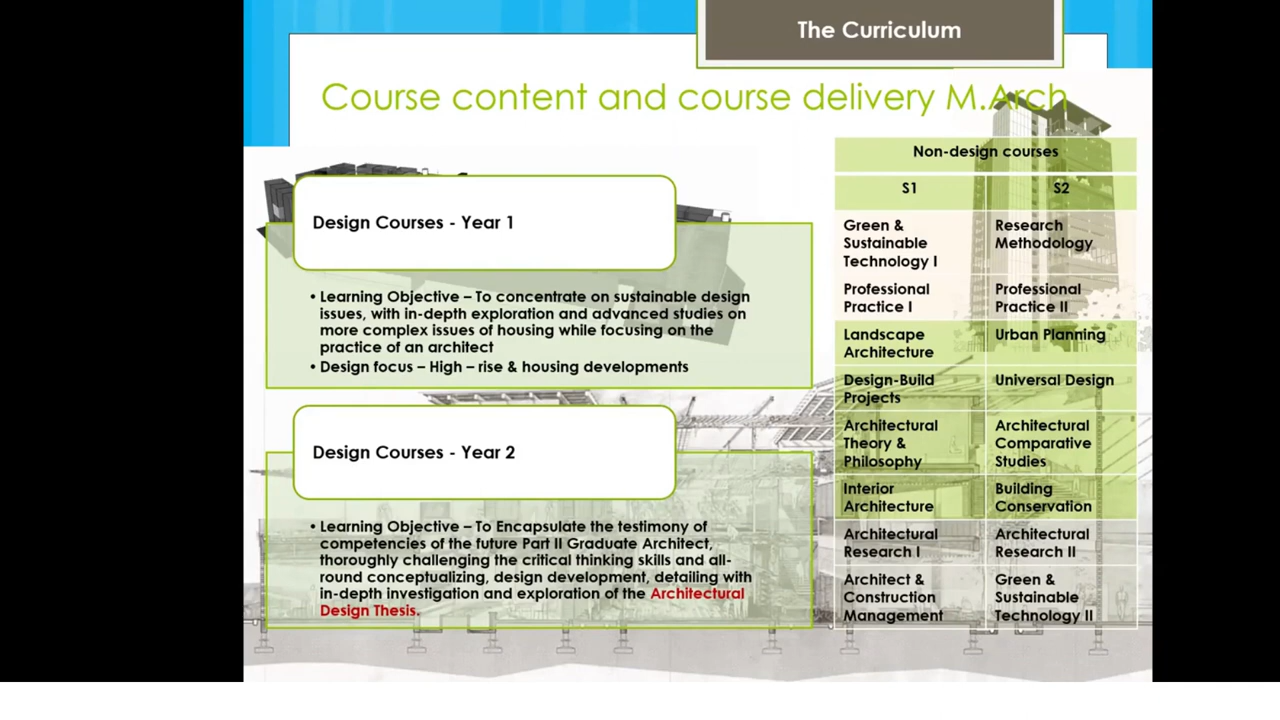 The Curriculum
Course content and course delivery M.Arch
Design Courses - Year 1
• Learning Objective – To concentrate on sustainable design
issues, with in-depth exploration and advanced studies on
more complex issues of housing while focusing on the
practice of an architect
• Design focus – High – rise & housing developments
Design Courses - Year 2
• Learning Objective – To Encapsulate the testimony of
competencies of the future Part II Graduate Architect,
thoroughly challenging the critical thinking skills and all-
round conceptualizing, design development, detailing with
in-depth investigation and exploration of the Architectural
Design Thesis.
Non-design courses
S1 S2
Green &
Sustainable
Technology I
Research
Methodology
Professional
Practice I
Professional
Practice II
Landscape
Architecture
Urban Planning
Design-Build
Projects
Universal Design
Architectural
Theory &
Philosophy
Architectural
Comparative
Studies
Interior
Architecture
Building
Conservation
Architectural
Research I
Architectural
Research II
Architect &
Construction
Management
Green &
Sustainable
Technology II